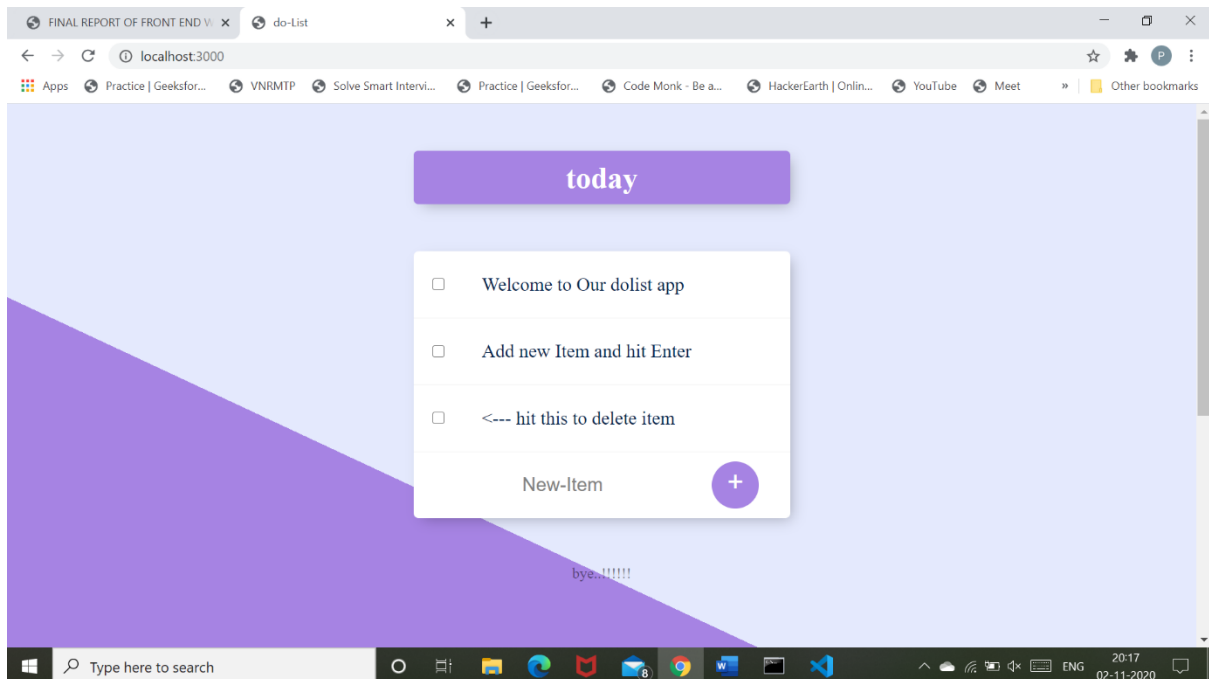 FINAL REPORT OF FRONT END W
do-List
localhost:3000
P
Apps Practice | Geeksfor... VNRMTP Solve Smart Intervi... Practice | Geeksfor... Code Monk - Be a... HackerEarth | Onlin... YouTube Meet » Other bookmarks
today
Welcome to Our dolist app
Add new Item and hit Enter
<--- hit this to delete item
New-Item +
bye..!!!!!!
Type here to search 8 W ENG 20:17
02-11-2020